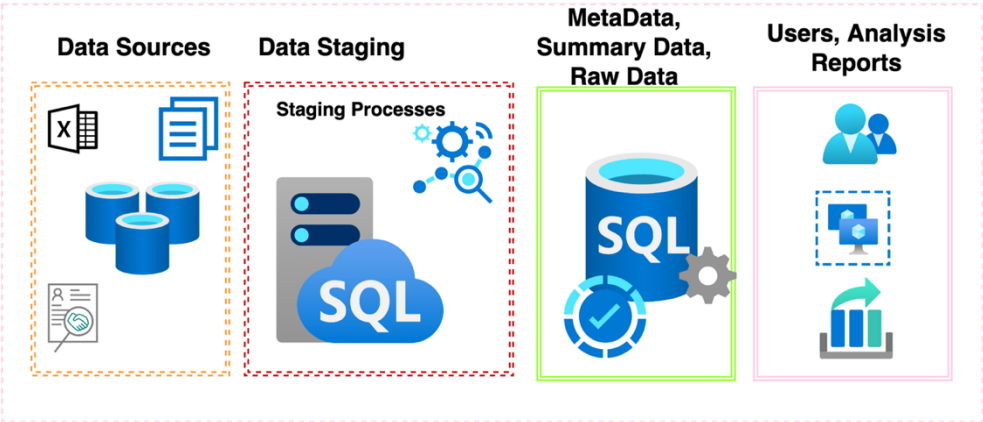 Data Sources
Data Staging
MetaData,
Summary Data,
Raw Data
Users, Analysis
Reports
X
Staging Processes
SQL
SQL